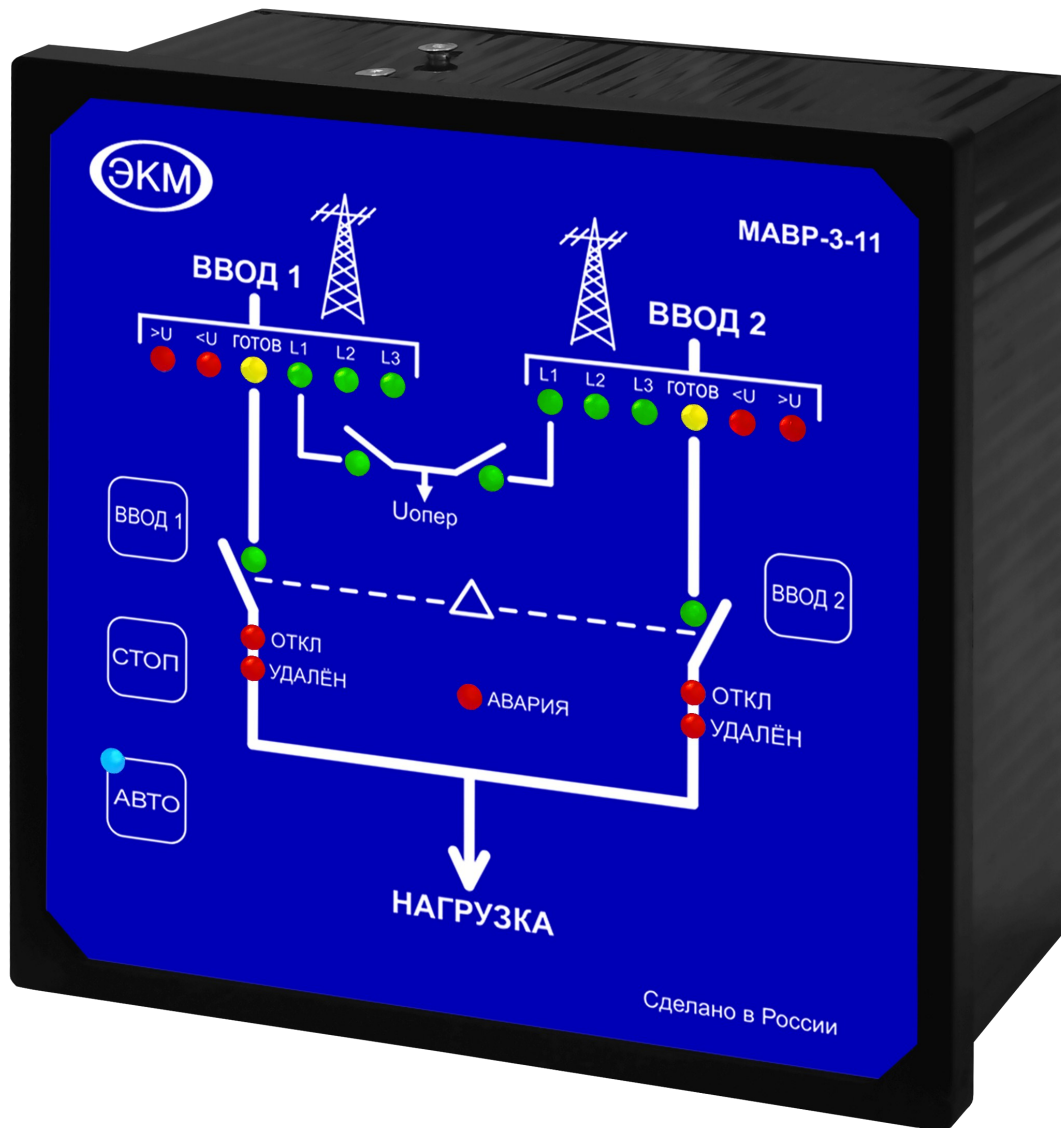 ЭКМ
МАВР-3-11
ВВОД 1
ВВОД 2
>U <U ГОТОВ L1 L2 L3
L1 L2 L3 ГОТОВ <U >U
Uопер
ВВОД 1
ВВОД 2
СТОП
ОТКЛ
УДАЛЁН
АВАРИЯ
ОТКЛ
УДАЛЁН
АВТО
НАГРУЗКА
Сделано в России